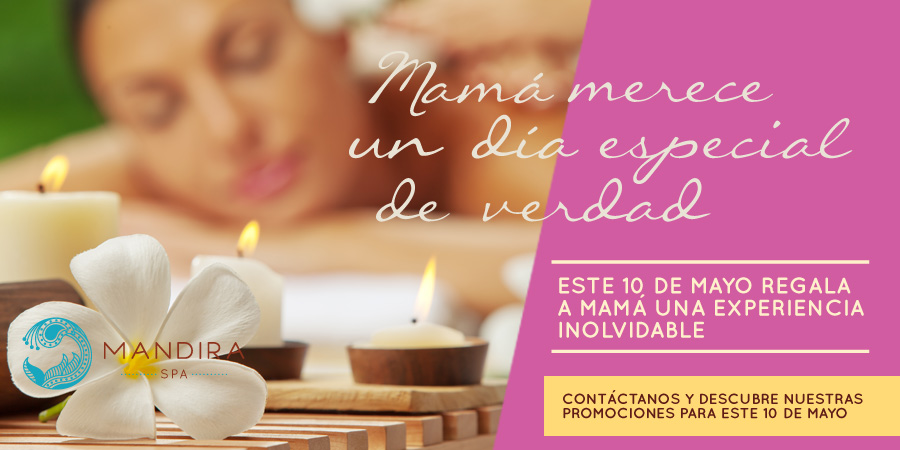 Mamá merece
un día especial
de verdad
ESTE 10 DE MAYO REGALA
A MAMÁ UNA EXPERIENCIA
INOLVIDABLE
CONTÁCTANOS Y DESCUBRE NUESTRAS
PROMOCIONES PARA ESTE 10 DE MAYO
MANDIRA
SPA